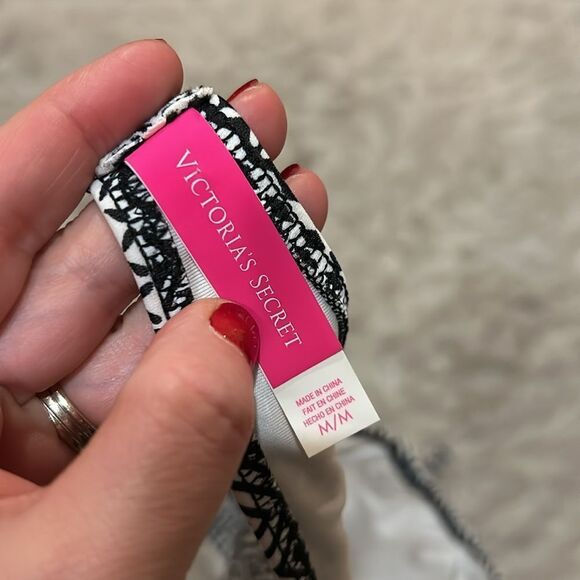 VICTORIA'S SECRET
MADE IN CHINA
FAIT EN CHINE
HECHO EN CHINA
M/M